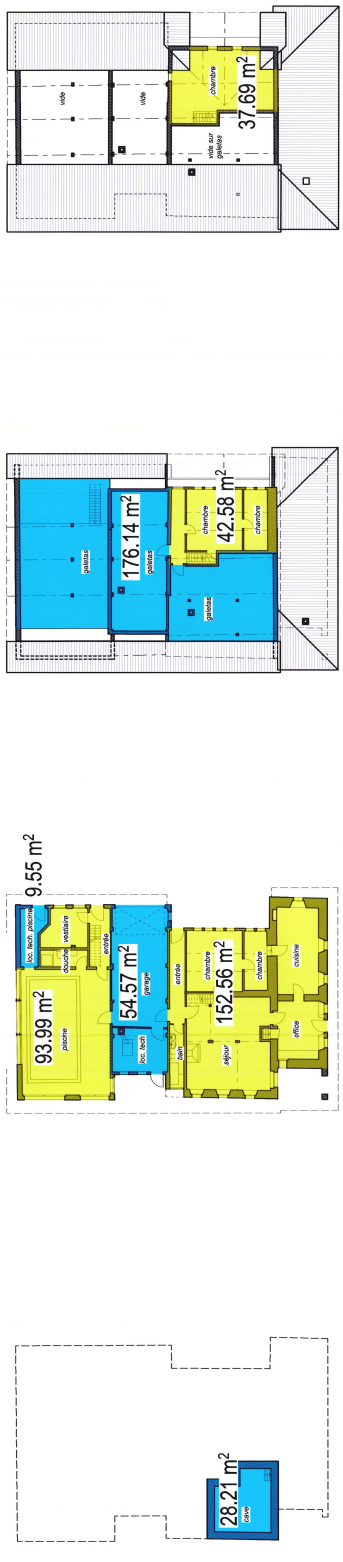 vide
vide
chambre
37.69 m²
vide sur
galetas
galetas
176.14 m²
galetas
galetas
chambre
42.58 m²
chambre
9.55 m²
loc. tech. piscine
vestiaire
douche
entrée
93.99 m²
piscine
54.57 m²
garage
loc. tech
entrée
bain
chambre
152.56 m²
chambre
séjour
cuisine
office
28.21 m²
cave